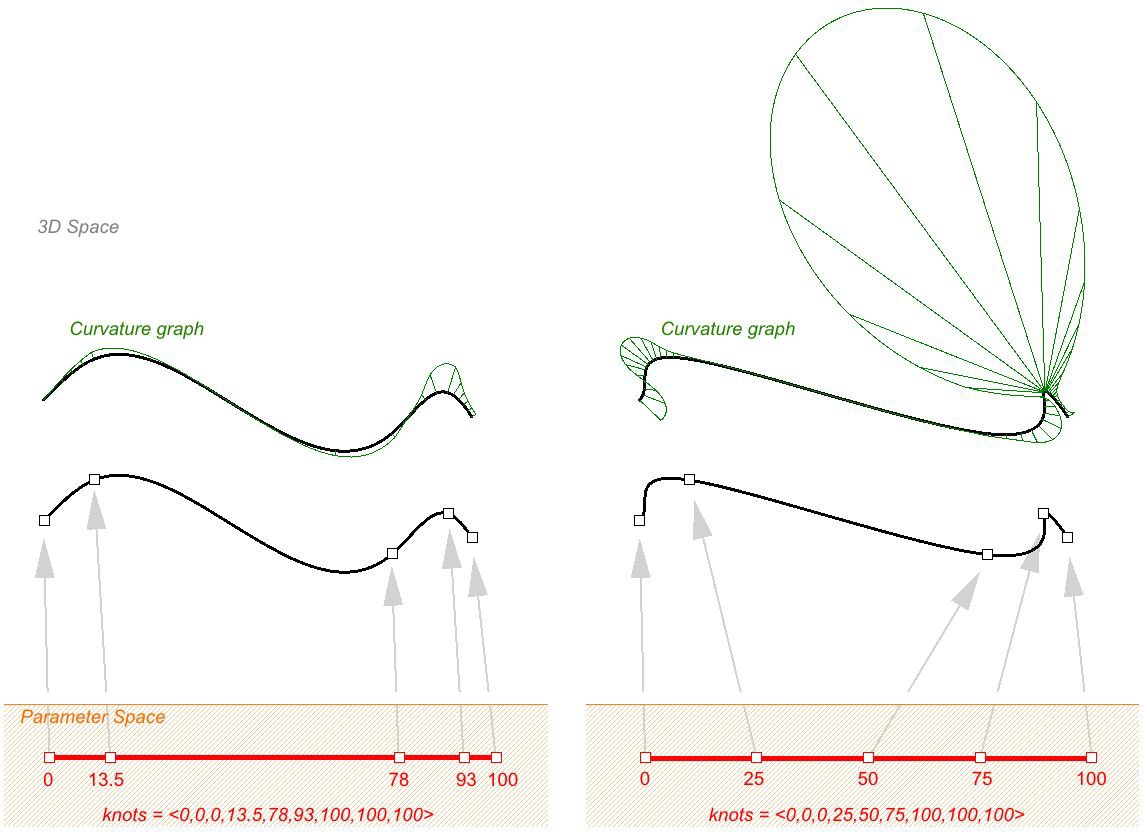 3D Space
Curvature graph
Curvature graph
Parameter Space
0 13.5 78 93 100
0 25 50 75 100
knots = <0,0,0,13.5,78,93,100,100,100>
knots = <0,0,0,25,50,75,100,100,100>